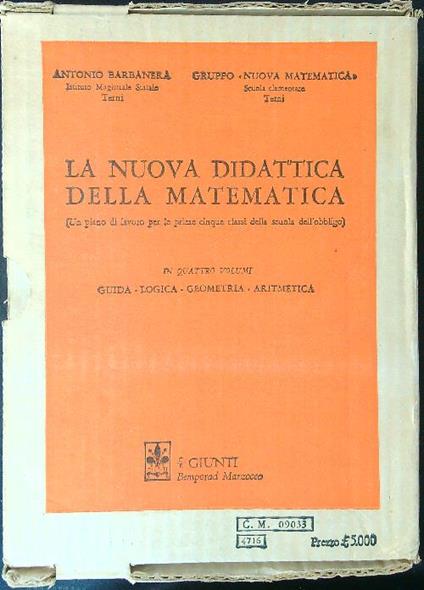 ANTONIO BARBANERA
Istituto Magistrale Statale
Terni
GRUPPO «NUOVA MATEMATICA»
Scuola elementare
Terni
LA NUOVA DIDATTICA
DELLA MATEMATICA
(Un piano di lavoro per le prime cinque classi della scuola dell'obbligo)
IN QUATTRO VOLUMI
GUIDA - LOGICA - GEOMETRIA - ARITMETICA
GIUNTI
Bemporad Marzocco
C. M. 09033
4716
Prezzo £ 5.000